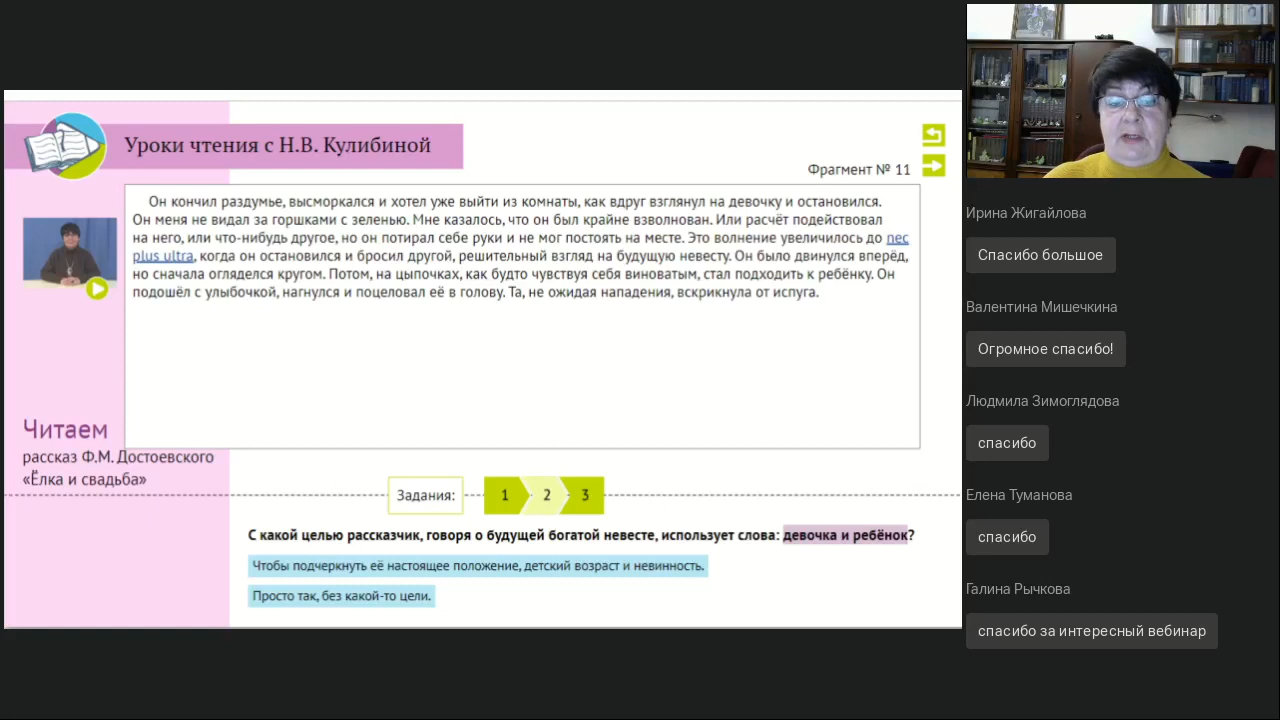 Уроки чтения с Н.В. Кулибиной
Фрагмент № 11
Он кончил раздумье, высморкался и хотел уже выйти из комнаты, как вдруг взглянул на девочку и остановился.
Он меня не видал за горшками с зеленью. Мне казалось, что он был крайне взволнован. Или расчёт подействовал
на него, или что-нибудь другое, но он потирал себе руки и не мог постоять на месте. Это волнение увеличилось до nec
plus ultra, когда он остановился и бросил другой, решительный взгляд на будущую невесту. Он было двинулся вперёд,
но сначала огляделся кругом. Потом, на цыпочках, как будто чувствуя себя виноватым, стал подходить к ребёнку. Он
подошёл с улыбочкой, нагнулся и поцеловал её в голову. Та, не ожидая нападения, вскрикнула от испуга.
Читаем
рассказ Ф.М. Достоевского
«Ёлка и свадьба»
Задания:
1 2 3
С какой целью рассказчик, говоря о будущей богатой невесте, использует слова: девочка и ребёнок?
Чтобы подчеркнуть её настоящее положение, детский возраст и невинность.
Просто так, без какой-то цели.
Ирина Жигайлова
Спасибо большое
Валентина Мишечкина
Огромное спасибо!
Людмила Зимоглядова
спасибо
Елена Туманова
спасибо
Галина Рычкова
спасибо за интересный вебинар